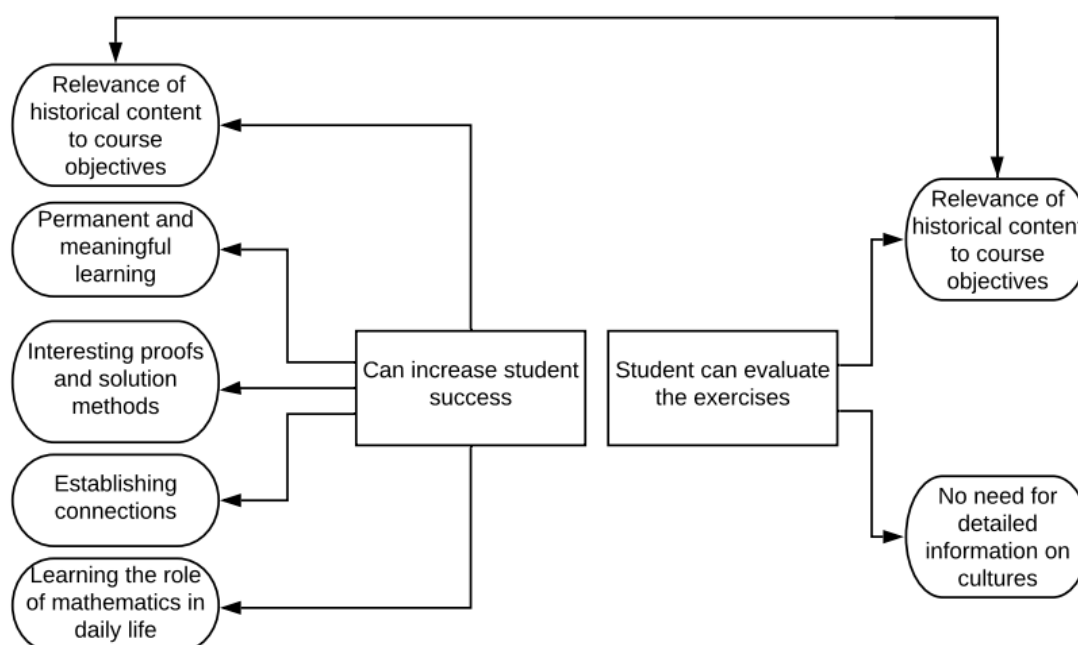 Relevance of
historical content
to course
objectives
Permanent and
meaningful
learning
Interesting proofs
and solution
methods
Establishing
connections
Learning the role
of mathematics in
daily life
Can increase student
success
Student can evaluate
the exercises
Relevance of
historical content
to course
objectives
No need for
detailed
information on
cultures